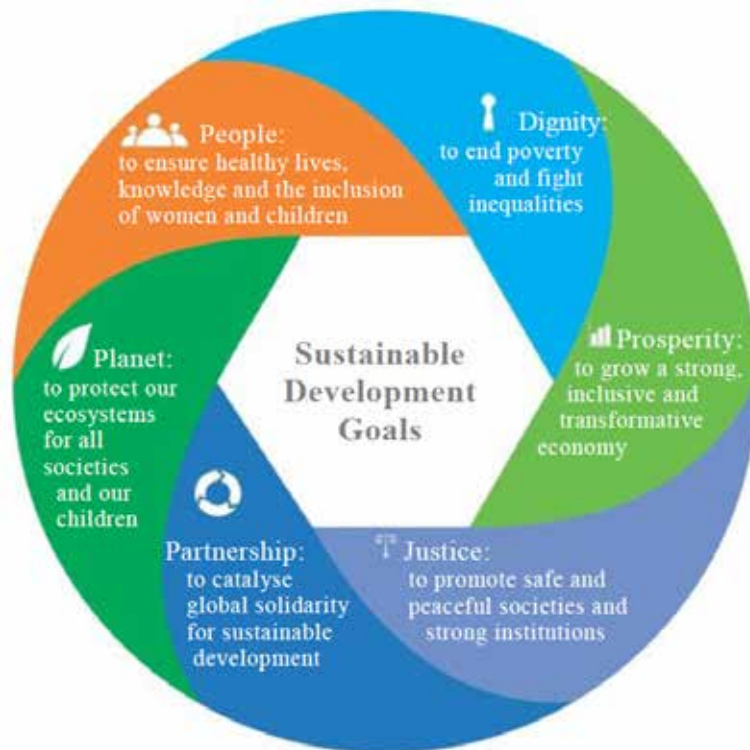 Sustainable
Development
Goals
Dignity:
to end poverty
and fight
inequalities
Prosperity:
to grow a strong,
inclusive and
transformative
economy
Justice:
to promote safe and
peaceful societies and
strong institutions
Partnership:
to catalyse
global solidarity
for sustainable
development
Planet:
to protect our
ecosystems
for all
societies
and our
children
People:
to ensure healthy lives,
knowledge and the inclusion
of women and children